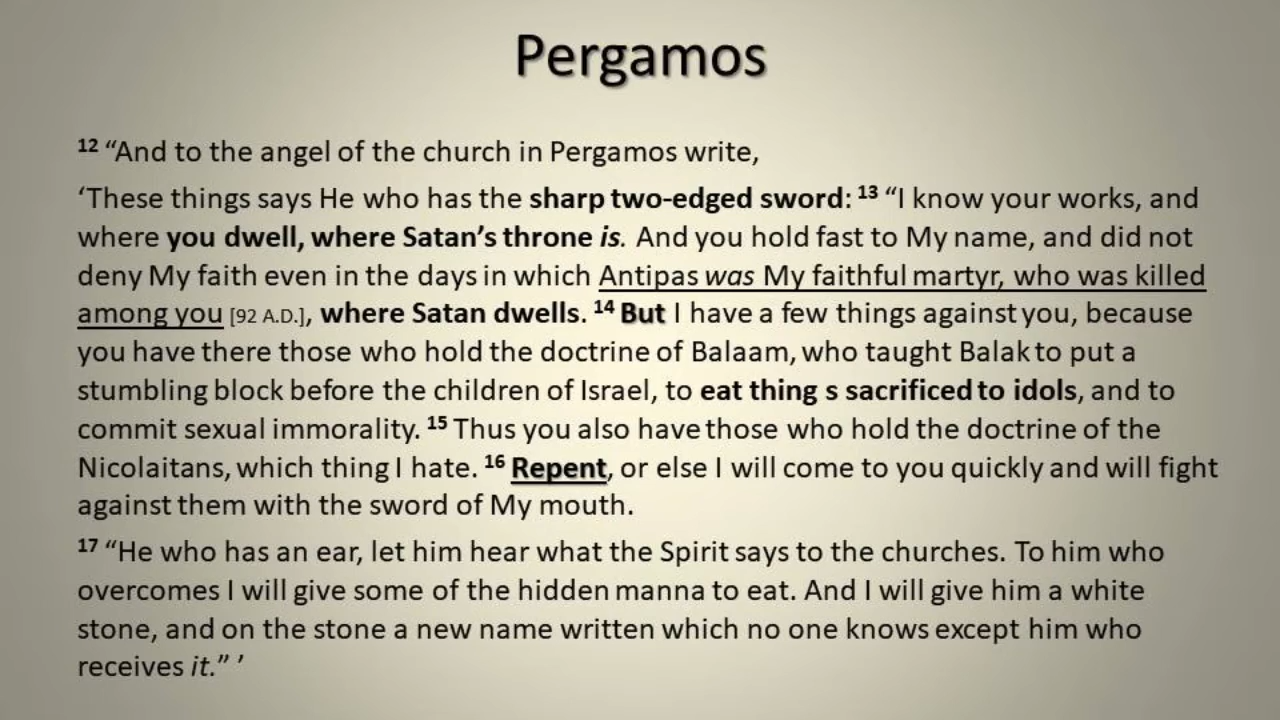 Pergamos
12 “And to the angel of the church in Pergamos write,
‘These things says He who has the sharp two-edged sword: 13 “I know your works, and
where you dwell, where Satan’s throne is. And you hold fast to My name, and did not
deny My faith even in the days in which Antipas was My faithful martyr, who was killed
among you [92 A.D.], where Satan dwells. 14 But I have a few things against you, because
you have there those who hold the doctrine of Balaam, who taught Balak to put a
stumbling block before the children of Israel, to eat thing s sacrificed to idols, and to
commit sexual immorality. 15 Thus you also have those who hold the doctrine of the
Nicolaitans, which thing I hate. 16 Repent, or else I will come to you quickly and will fight
against them with the sword of My mouth.
17 “He who has an ear, let him hear what the Spirit says to the churches. To him who
overcomes I will give some of the hidden manna to eat. And I will give him a white
stone, and on the stone a new name written which no one knows except him who
receives it.” ’